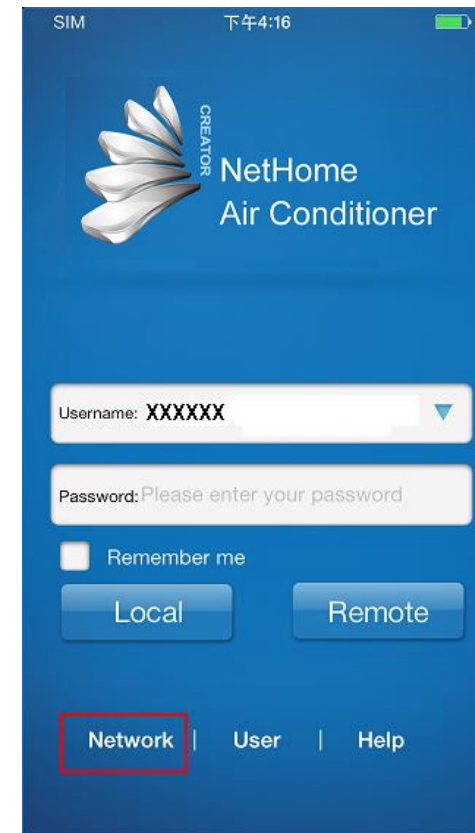 SIM 下午4:16
CREATOR
NetHome
Air Conditioner
Username: XXXXXX
Password: Please enter your password
Remember me
Local Remote
Network | User | Help